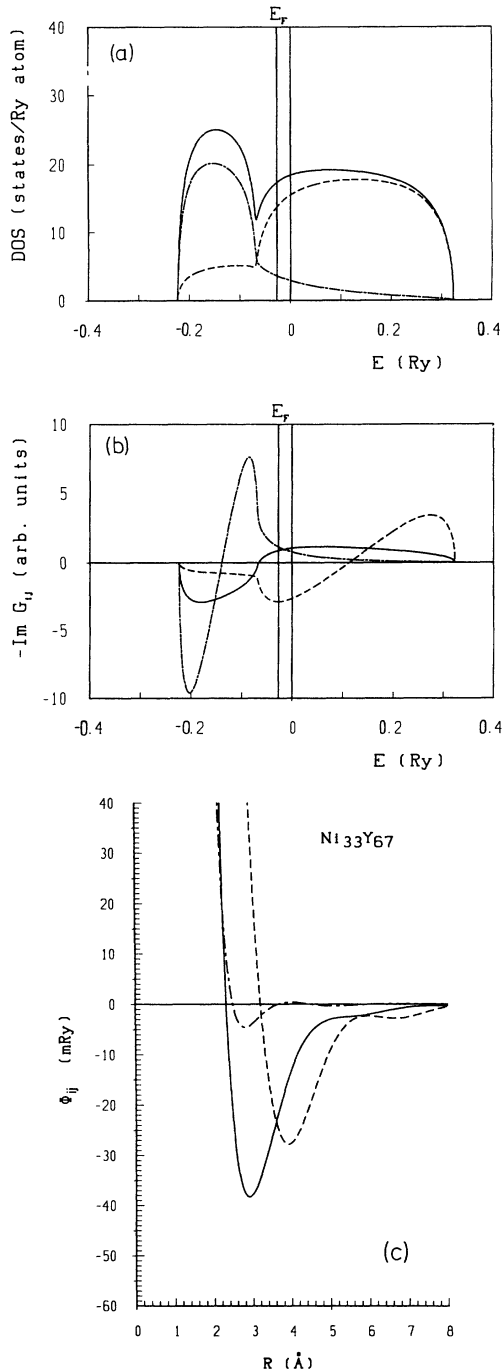 E_F
(a)
DOS (states/Ry atom)
40
30
20
10
0
-0.4
-0.2
0
0.2
0.4
E (Ry)
E_F
(b)
-Im G_ij (arb. units)
10
5
0
-5
-10
-0.4
-0.2
0
0.2
0.4
E (Ry)
Ni33Y67
Φij (mRy)
40
30
20
10
0
-10
-20
-30
-40
-50
-60
(c)
0 1 2 3 4 5 6 7 8
R (Å)